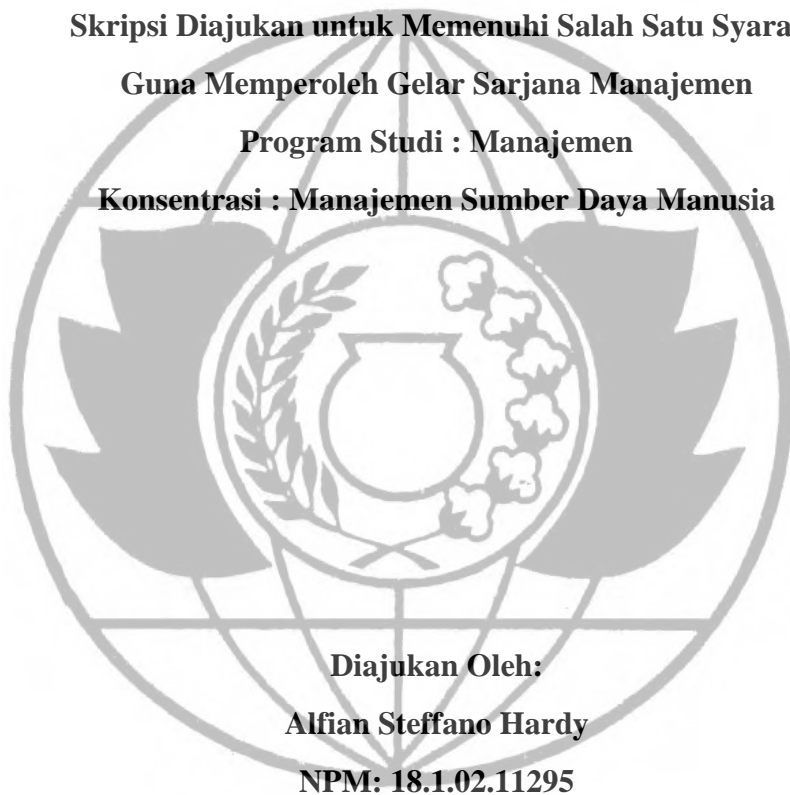 Skripsi Diajukan untuk Memenuhi Salah Satu Syara
Guna Memperoleh Gelar Sarjana Manajemen
Program Studi : Manajemen
Konsentrasi : Manajemen Sumber Daya Manusia
Diajukan Oleh:
Alfian Steffano Hardy
NPM: 18.1.02.11295